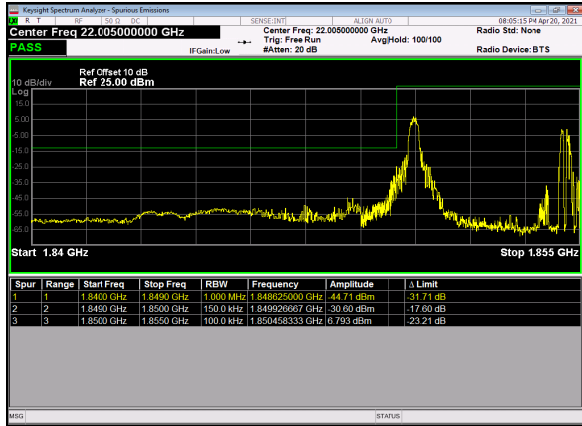 Keysight Spectrum Analyzer - Spurious Emissions
R T RF 50 Ω DC SENSE:INT ALIGN AUTO 08:05:15 PM Apr 20, 2021
Center Freq 22.005000000 GHz Center Freq: 22.005000000 GHz Radio Std: None
Trig: Free Run Avg|Hold: 100/100
PASS IFGain:Low #Atten: 20 dB Radio Device: BTS
Ref Offset 10 dB
10 dB/div Ref 25.00 dBm
Log
15.0
5.00
-5.00
-15.0
-25.0
-35.0
-45.0
-55.0
-65.0
Start 1.84 GHz Stop 1.855 GHz
Spur Range Start Freq Stop Freq RBW Frequency Amplitude Δ Limit
1 1 1.8400 GHz 1.8490 GHz 1.000 MHz 1.848625000 GHz -44.71 dBm -31.71 dB
2 2 1.8490 GHz 1.8500 GHz 150.0 kHz 1.849926667 GHz -30.60 dBm -17.60 dB
3 3 1.8500 GHz 1.8550 GHz 100.0 kHz 1.850458333 GHz 6.793 dBm -23.21 dB
MSG STATUS